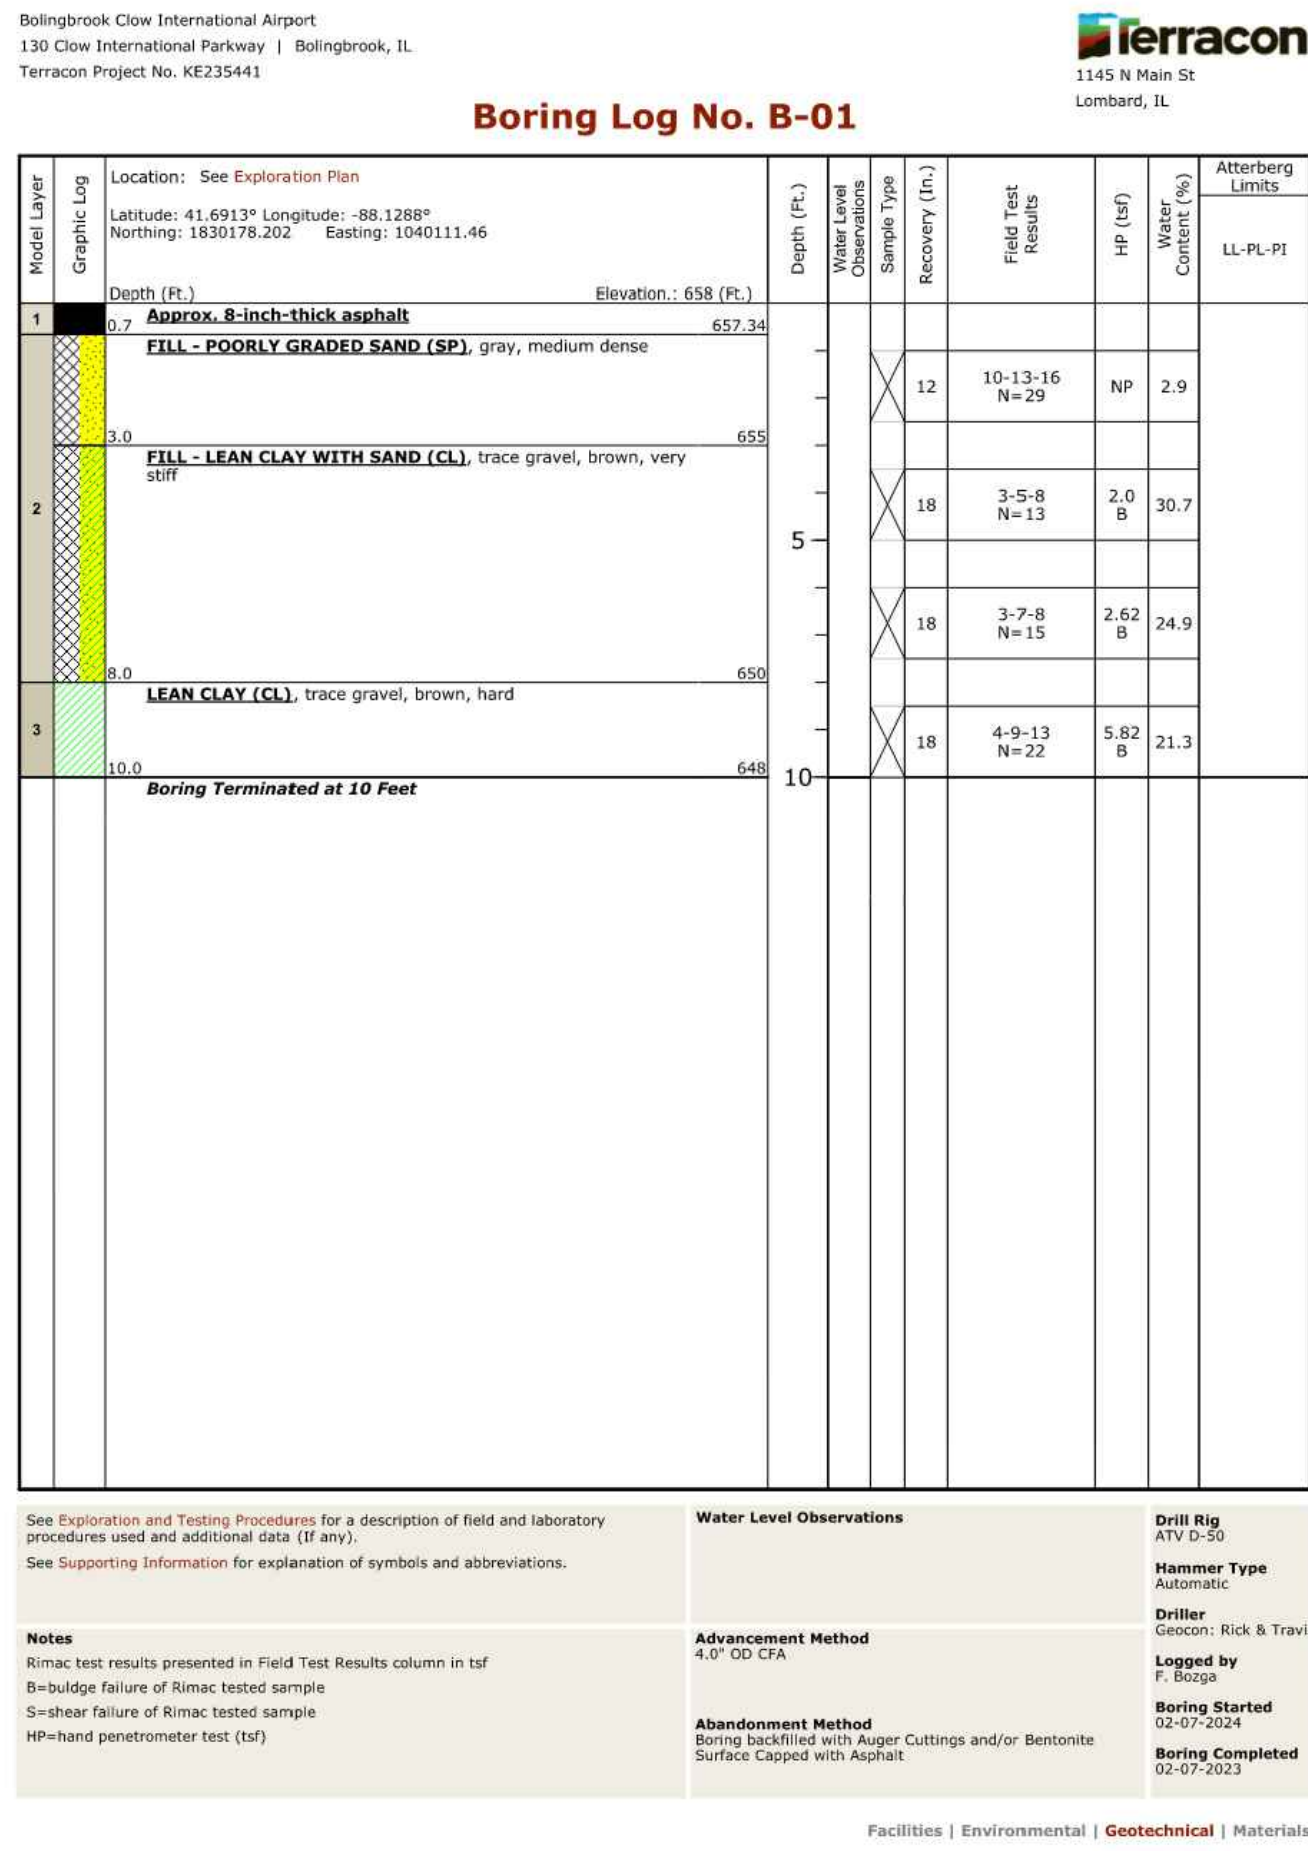 Bolingbrook Clow International Airport
130 Clow International Parkway | Bolingbrook, IL
Terracon Project No. KE235441
Terracon
1145 N Main St
Lombard, IL
Boring Log No. B-01
Model Layer
Graphic Log
Location: See Exploration Plan
Latitude: 41.6913° Longitude: -88.1288°
Northing: 1830178.202 Easting: 1040111.46
Depth (Ft.) Elevation.: 658 (Ft.)
Depth (Ft.)
Water Level
Observations
Sample Type
Recovery (In.)
Field Test
Results
HP (tsf)
Water
Content (%)
Atterberg
Limits
LL-PL-PI
1
0.7 Approx. 8-inch-thick asphalt 657.34
FILL - POORLY GRADED SAND (SP), gray, medium dense
12 10-13-16 NP 2.9
N=29
3.0 655
FILL - LEAN CLAY WITH SAND (CL), trace gravel, brown, very
stiff
2
18 3-5-8 2.0 30.7
N=13 B
5
18 3-7-8 2.62 24.9
N=15 B
8.0 650
LEAN CLAY (CL), trace gravel, brown, hard
3
18 4-9-13 5.82 21.3
N=22 B
10.0 648
10
Boring Terminated at 10 Feet
See Exploration and Testing Procedures for a description of field and laboratory
procedures used and additional data (If any).
See Supporting Information for explanation of symbols and abbreviations.
Notes
Rimac test results presented in Field Test Results column in tsf
B=buldge failure of Rimac tested sample
S=shear failure of Rimac tested sample
HP=hand penetrometer test (tsf)
Water Level Observations
Advancement Method
4.0" OD CFA
Abandonment Method
Boring backfilled with Auger Cuttings and/or Bentonite
Surface Capped with Asphalt
Drill Rig
ATV D-50
Hammer Type
Automatic
Driller
Geocon: Rick & Travi
Logged by
F. Bozga
Boring Started
02-07-2024
Boring Completed
02-07-2023
Facilities | Environmental | Geotechnical | Materials